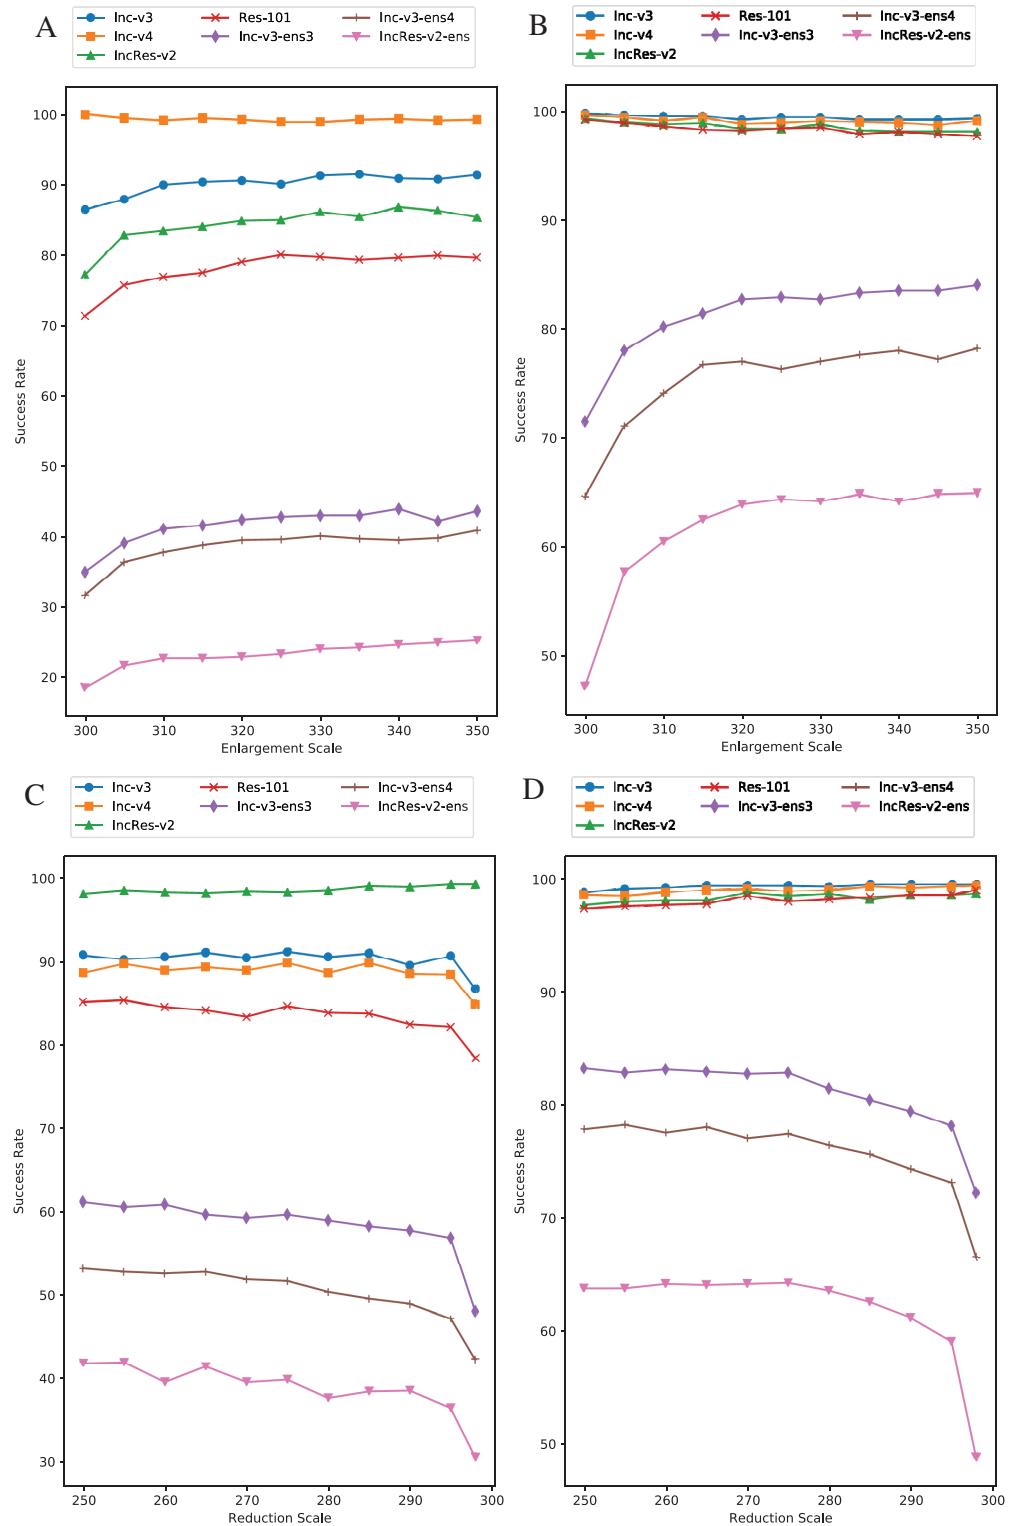 A
Inc-v3 Res-101 Inc-v3-ens4
Inc-v4 Inc-v3-ens3 IncRes-v2-ens
IncRes-v2
100
90
80
70
60
50
40
30
20
Success Rate
300 310 320 330 340 350
Enlargement Scale
B
Inc-v3 Res-101 Inc-v3-ens4
Inc-v4 Inc-v3-ens3 IncRes-v2-ens
IncRes-v2
100
90
80
70
60
50
Success Rate
300 310 320 330 340 350
Enlargement Scale
C
Inc-v3 Res-101 Inc-v3-ens4
Inc-v4 Inc-v3-ens3 IncRes-v2-ens
IncRes-v2
100
90
80
70
60
50
40
30
Success Rate
250 260 270 280 290 300
Reduction Scale
D
Inc-v3 Res-101 Inc-v3-ens4
Inc-v4 Inc-v3-ens3 IncRes-v2-ens
IncRes-v2
100
90
80
70
60
50
Success Rate
250 260 270 280 290 300
Reduction Scale